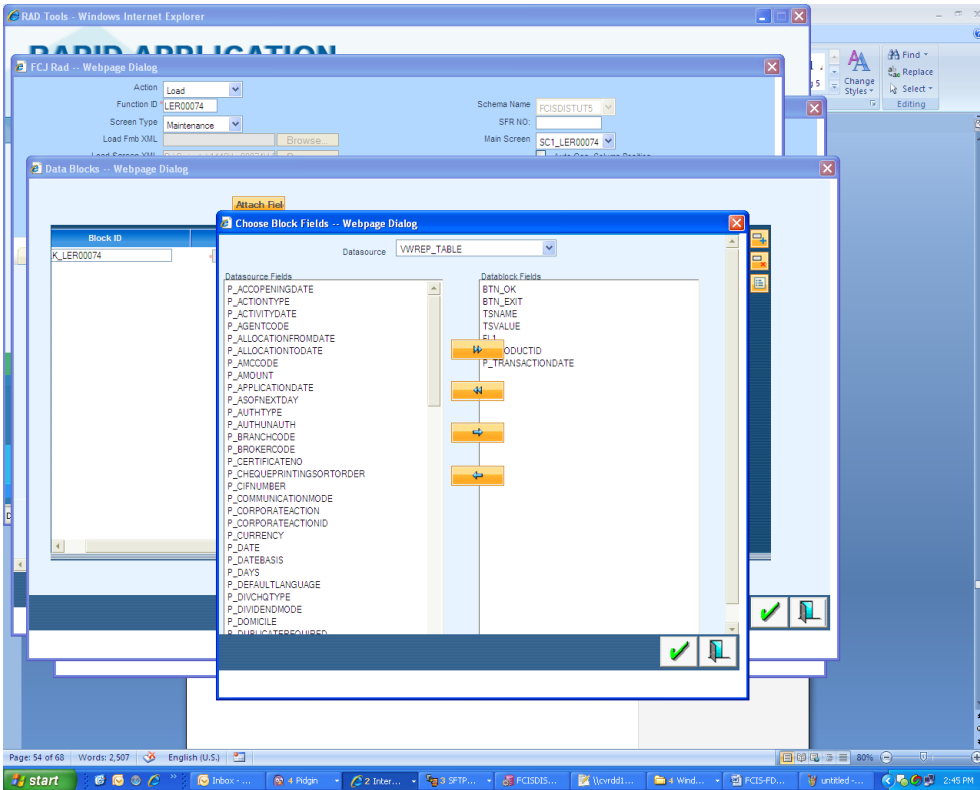 RAD Tools - Windows Internet Explorer
RAPID APPLICATION
FCJ Rad -- Webpage Dialog
Action Load
Function ID * LER00074
Schema Name FCISDISTUT5
Screen Type Maintenance
SFR NO:
Load Fmb XML Browse...
Main Screen SC1_LER00074
Find
Replace
Select
Change
Styles
Editing
Data Blocks -- Webpage Dialog
Attach Fiel
Block ID
K_LER00074
Choose Block Fields -- Webpage Dialog
Datasource VWREP_TABLE
Datasource Fields
P_ACCOPENINGDATE
P_ACTIONTYPE
P_ACTIVITYDATE
P_AGENTCODE
P_ALLOCATIONFROMDATE
P_ALLOCATIONTODATE
P_AMCCODE
P_AMOUNT
P_APPLICATIONDATE
P_ASOFNEXTDAY
P_AUTHTYPE
P_AUTHUNAUTH
P_BRANCHCODE
P_BROKERCODE
P_CERTIFICATENO
P_CHEQUEPRINTINGSORTORDER
P_CIFNUMBER
P_COMMUNICATIONMODE
P_CORPORATEACTION
P_CORPORATEACTIONID
P_CURRENCY
P_DATE
P_DATEBASIS
P_DAYS
P_DEFAULTLANGUAGE
P_DIVCHQTYPE
P_DIVIDENDMODE
P_DOMICILE
P_DUPLICATEREQUIRED
Datablock Fields
BTN_OK
BTN_EXIT
TSNAME
TSVALUE
ODUCTID
P_TRANSACTIONDATE
Page: 54 of 68 Words: 2,507 English (U.S.) 80%
start Inbox - ... 4 Pidgin 2 Inter... 3 SFTP... FCISDIS... \\cvrdd1... 4 Wind... FCIS-FD... untitled -... 2:45 PM